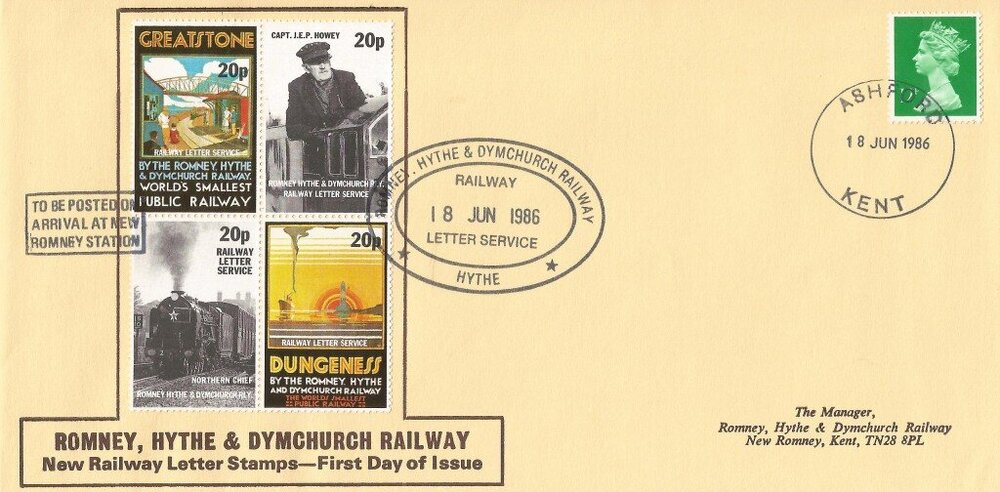 GREATSTONE
20p
RAILWAY LETTER SERVICE
BY THE ROMNEY, HYTHE
& DYMCHURCH RAILWAY.
WORLD'S SMALLEST
PUBLIC RAILWAY
CAPT. J.E.P. HOWEY
20p
ROMNEY HYTHE & DYMCHURCH RLY.
RAILWAY LETTER SERVICE
TO BE POSTED ON
ARRIVAL AT NEW
ROMNEY STATION
20p
RAILWAY
LETTER
SERVICE
NORTHERN CHIEF
ROMNEY HYTHE & DYMCHURCH RLY.
20p
RAILWAY LETTER SERVICE
DUNGENESS
BY THE ROMNEY, HYTHE
AND DYMCHURCH RAILWAY
THE WORLDS SMALLEST
PUBLIC RAILWAY
ROMNEY, HYTHE & DYMCHURCH RAILWAY
RAILWAY
18 JUN 1986
LETTER SERVICE
HYTHE
ASHFORD
18 JUN 1986
KENT
ROMNEY, HYTHE & DYMCHURCH RAILWAY
New Railway Letter Stamps—First Day of Issue
The Manager,
Romney, Hythe & Dymchurch Railway
New Romney, Kent, TN28 8PL